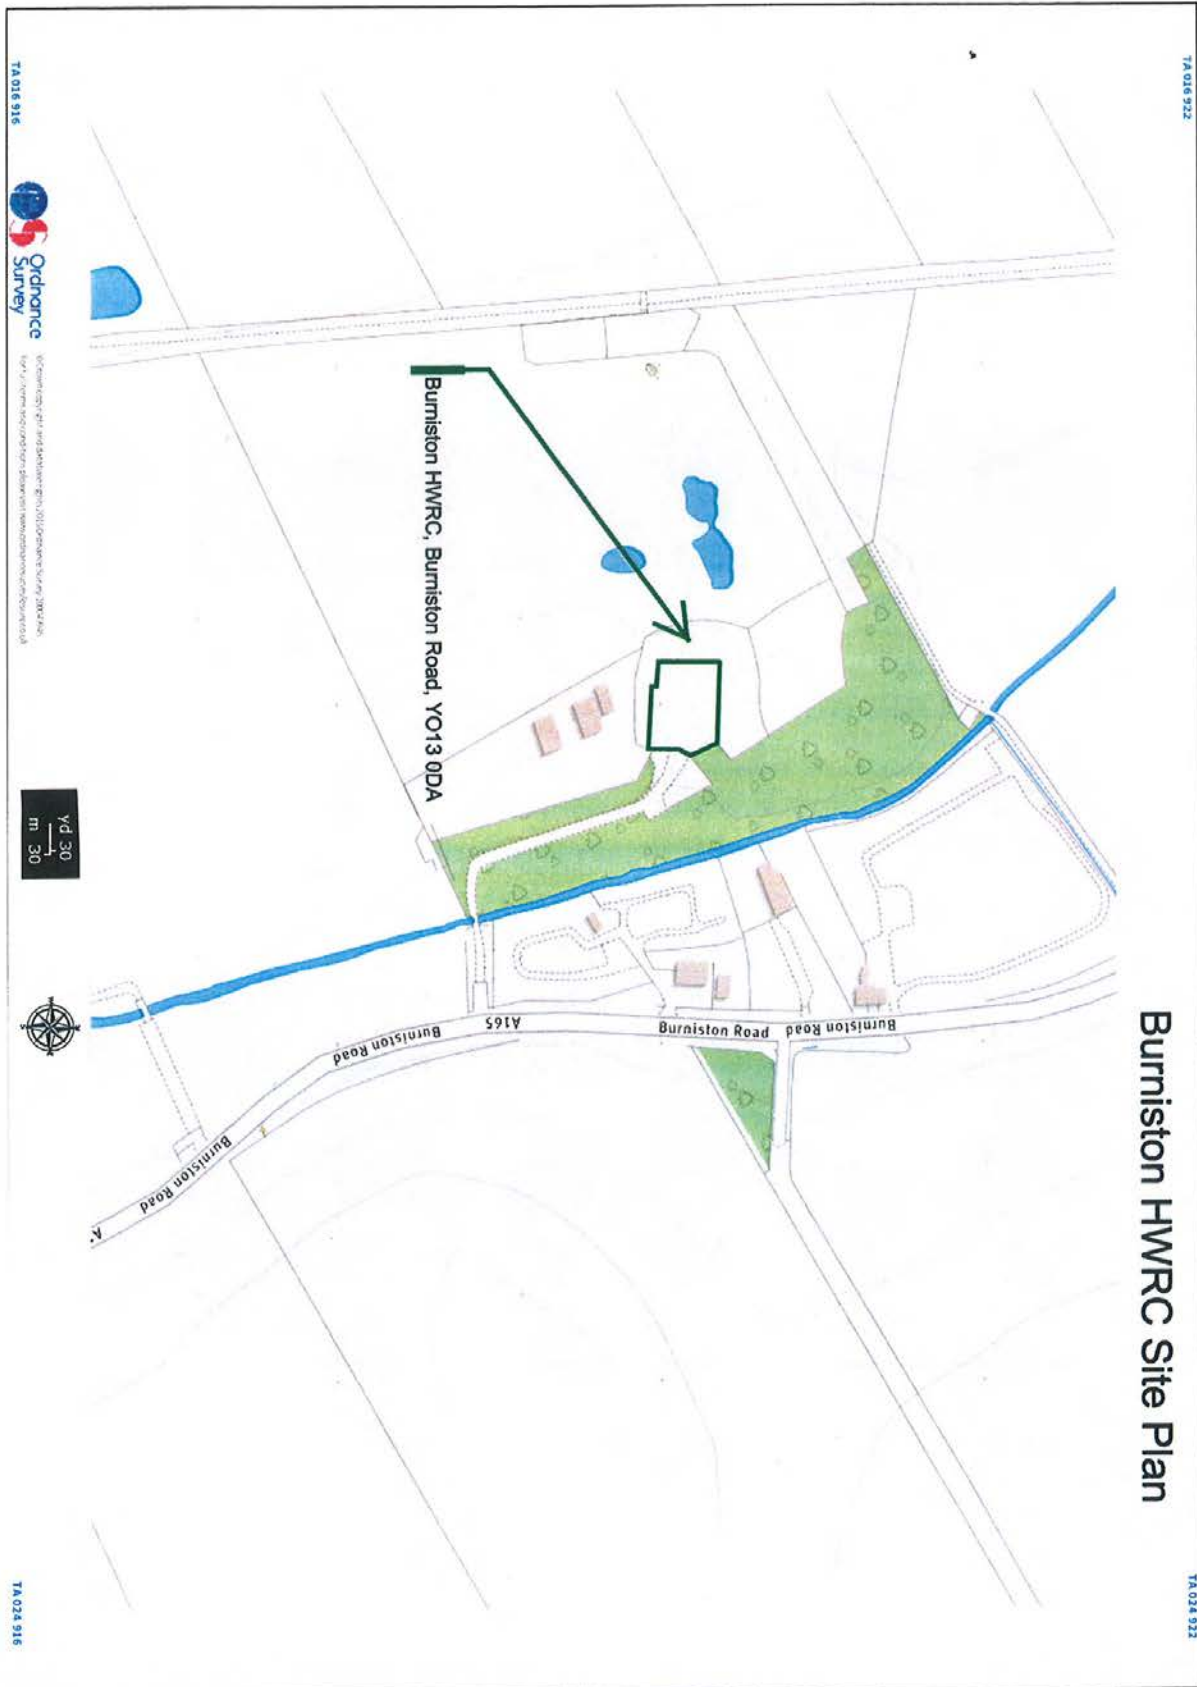 Burniston HWRC Site Plan
TA 016 922
TA 024 922
Burniston HWRC, Burniston Road, YO13 0DA
Burniston Road
Burniston Road
A165
Burniston Road
Burniston Road
TA 016 916
Ordnance
Survey
yd 30
m 30
TA 024 916